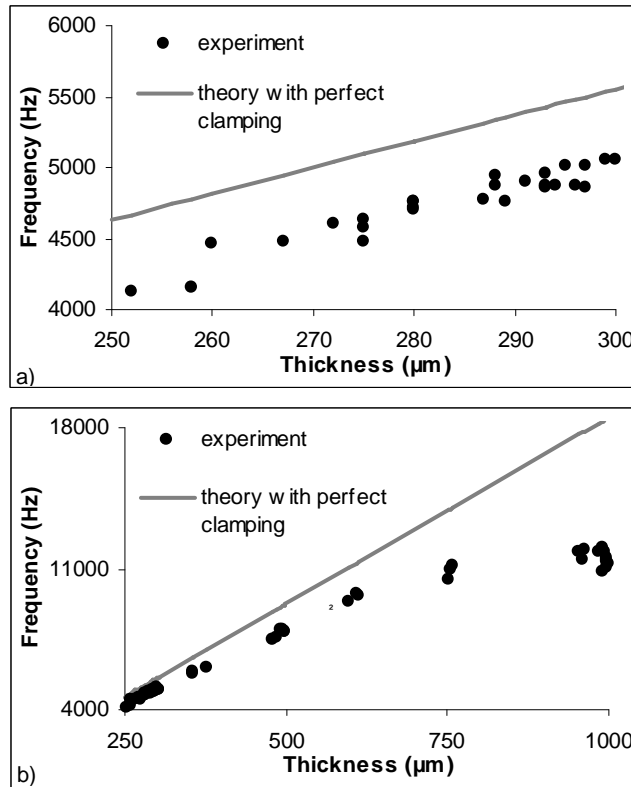 6000
experiment
theory with perfect
clamping
5500
5000
4500
4000
Frequency (Hz)
250 260 270 280 290 300
Thickness (µm)
a)
18000
experiment
theory with perfect
clamping
11000
2
4000
Frequency (Hz)
250 500 750 1000
Thickness (µm)
b)